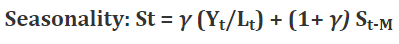 Seasonality: St = γ (Yt/Lt) + (1+ γ) St-M